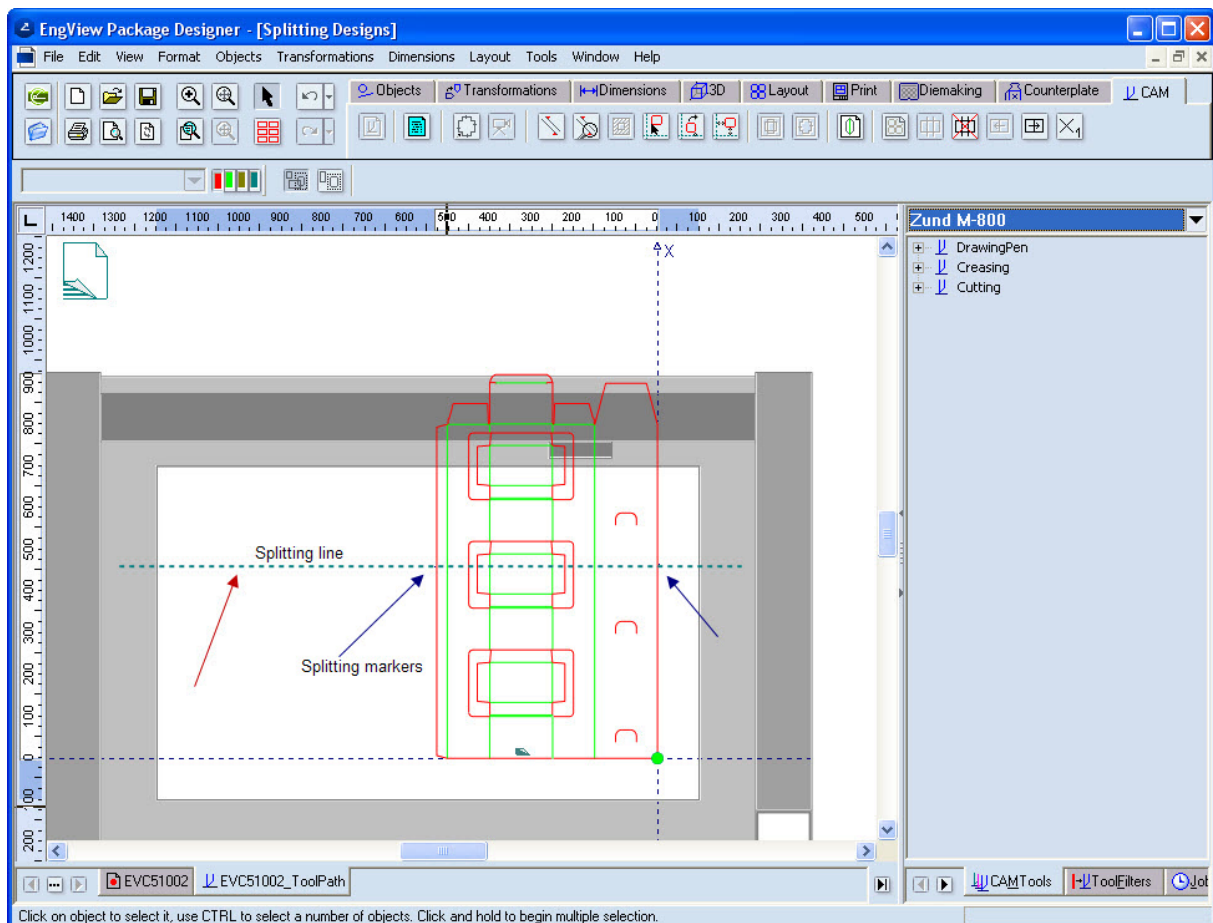 EngView Package Designer - [Splitting Designs]
File Edit View Format Objects Transformations Dimensions Layout Tools Window Help
Objects Transformations Dimensions 3D Layout Print Diemaking Counterplate CAM
1400 1300 1200 1100 1000 900 800 700 600 500 400 300 200 100 0 100 200 300 400 500
Zund M-800
DrawingPen
Creasing
Cutting
X
1200
1100
1000
900
800
700
600
500
400
300
200
100
0
100
200
Splitting line
Splitting markers
EVC51002 EVC51002_ToolPath
CAMTools ToolFilters Jot
Click on object to select it, use CTRL to select a number of objects. Click and hold to begin multiple selection.